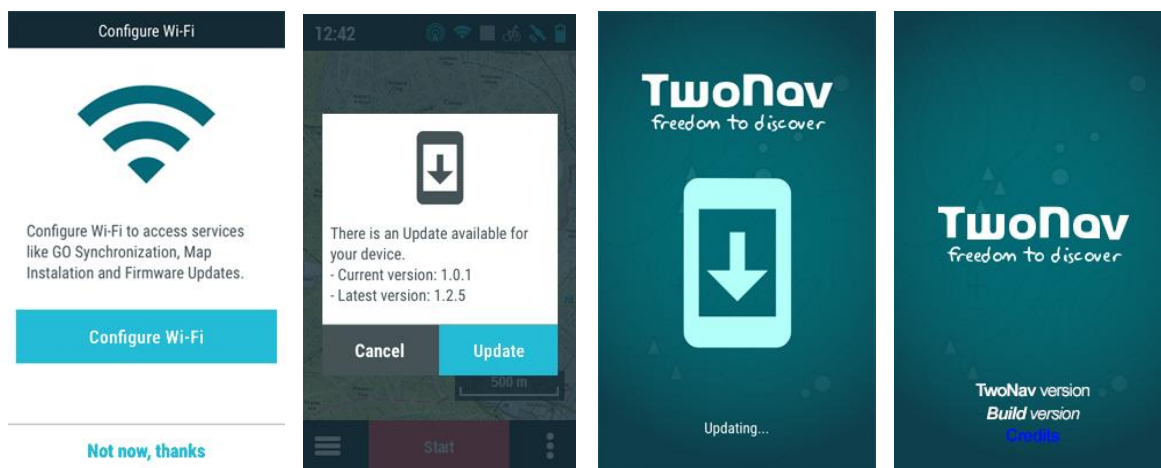 Configure Wi-Fi
Configure Wi-Fi to access services
like GO Synchronization, Map
Instalation and Firmware Updates.
Configure Wi-Fi
Not now, thanks
12:42
There is an Update available for
your device.
- Current version: 1.0.1
- Latest version: 1.2.5
Cancel
Update
500 m
Start
TwoNav
freedom to discover
Updating...
TwoNav
freedom to discover
TwoNav version
Build version
Credits